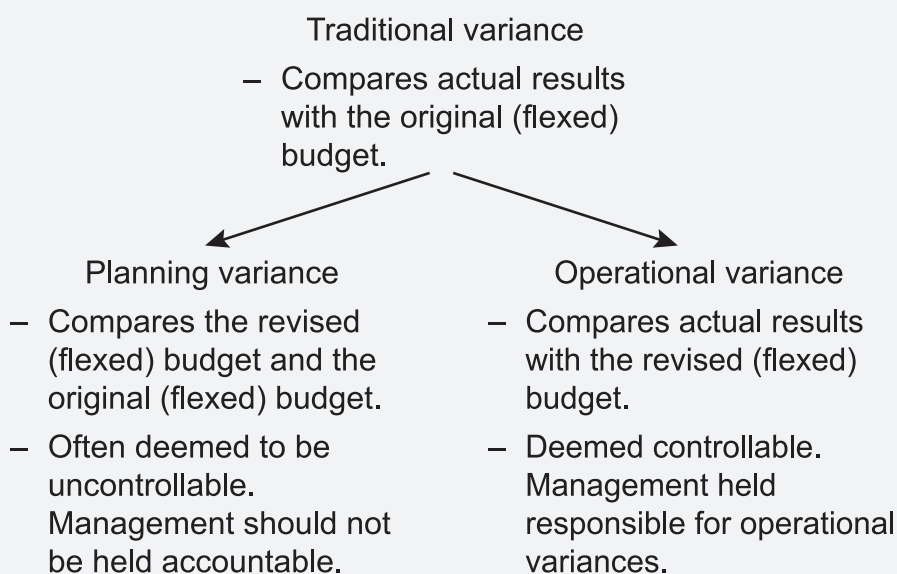 Traditional variance
– Compares actual results
with the original (flexed)
budget.
Planning variance
– Compares the revised
(flexed) budget and the
original (flexed) budget.
– Often deemed to be
uncontrollable.
Management should not
be held accountable.
Operational variance
– Compares actual results
with the revised (flexed)
budget.
– Deemed controllable.
Management held
responsible for operational
variances.